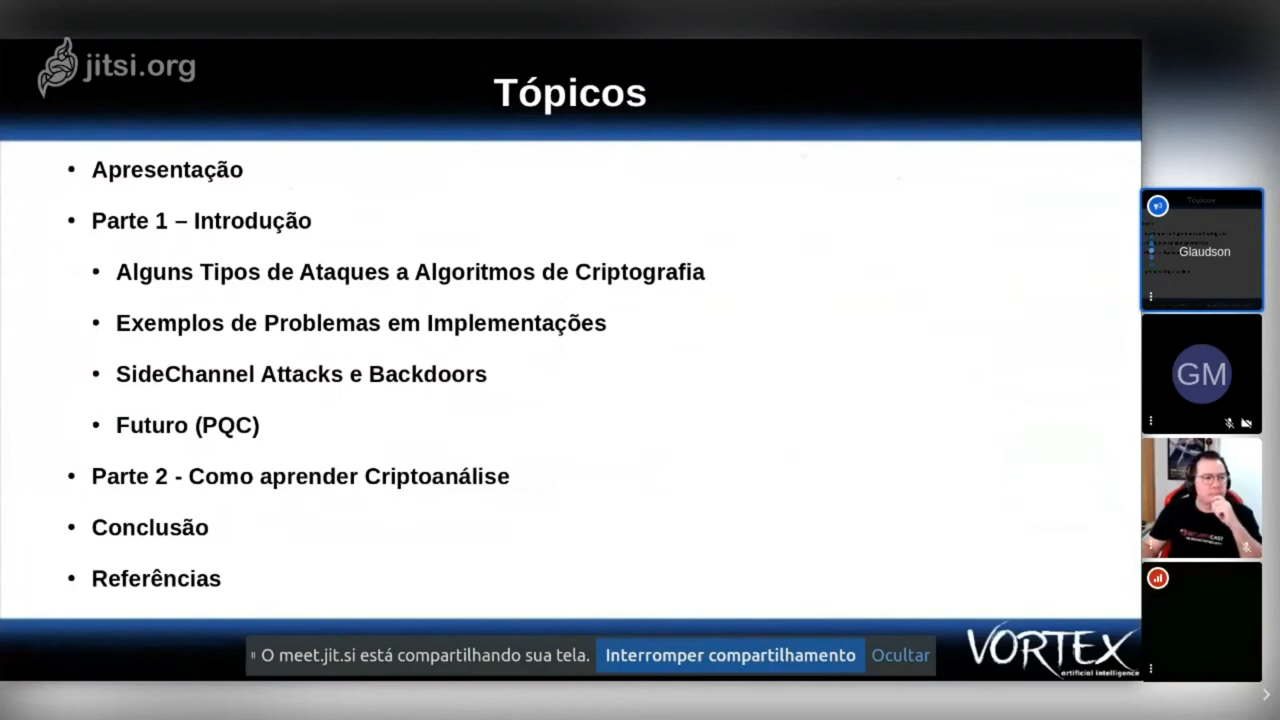 jitsi.org
Tópicos
• Apresentação
• Parte 1 – Introdução
• Alguns Tipos de Ataques a Algoritmos de Criptografia
• Exemplos de Problemas em Implementações
• SideChannel Attacks e Backdoors
• Futuro (PQC)
• Parte 2 - Como aprender Criptoanálise
• Conclusão
• Referências
Tópicos
Glaudson
GM
O meet.jit.si está compartilhando sua tela. Interromper compartilhamento Ocultar
VORTEX
artificial intelligence